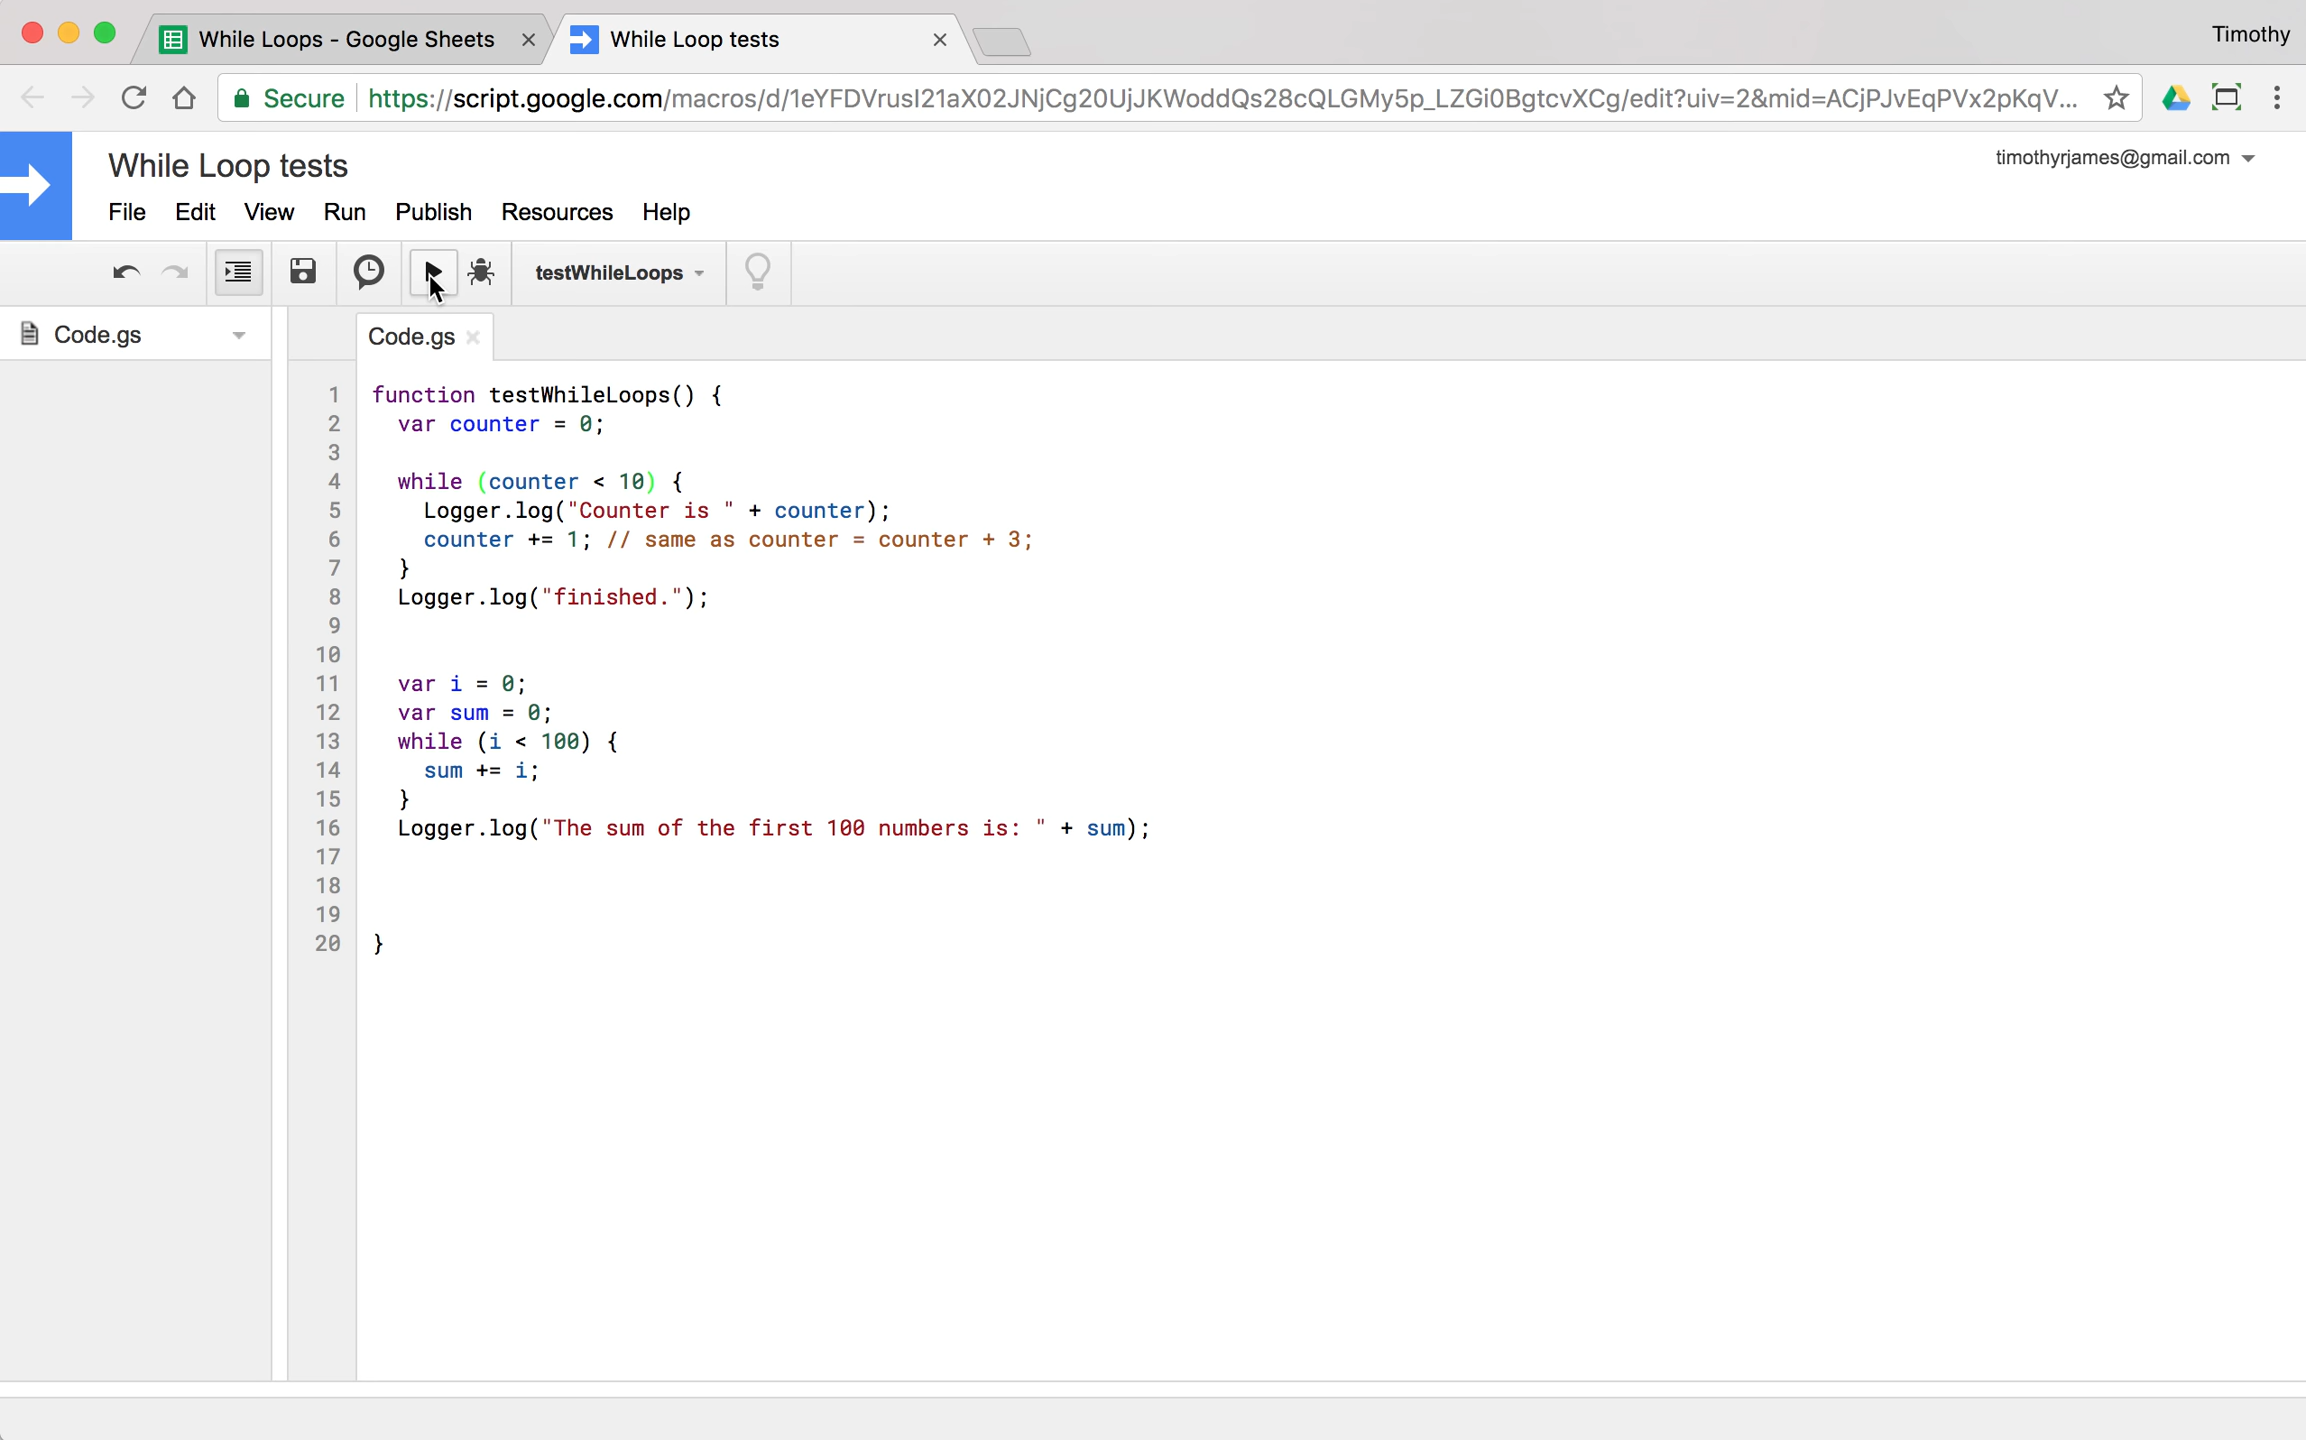 While Loops - Google Sheets
While Loop tests
Timothy
Secure https://script.google.com/macros/d/1eYFDVrusI21aX02JNjCg20UjJKWoddQs28cQLGMy5p_LZGi0BgtcvXCg/edit?uiv=2&mid=ACjPJvEqPVx2pKqV...
While Loop tests
timothyrjames@gmail.com
File Edit View Run Publish Resources Help
testWhileLoops
Code.gs
Code.gs
1 function testWhileLoops() {
2 var counter = 0;
3
4 while (counter < 10) {
5 Logger.log("Counter is " + counter);
6 counter += 1; // same as counter = counter + 3;
7 }
8 Logger.log("finished.");
9
10
11 var i = 0;
12 var sum = 0;
13 while (i < 100) {
14 sum += i;
15 }
16 Logger.log("The sum of the first 100 numbers is: " + sum);
17
18
19
20 }